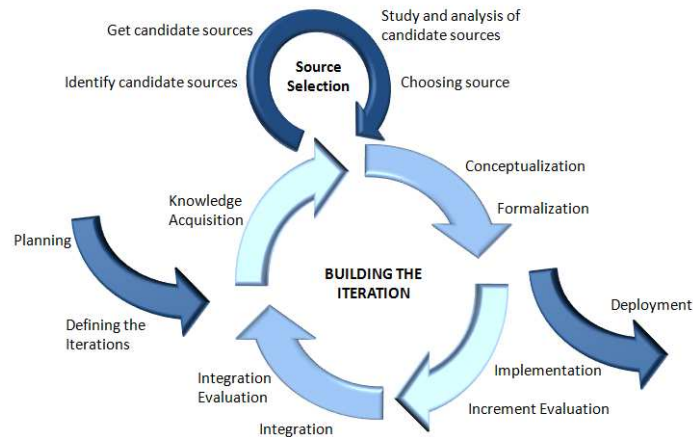 Get candidate sources
Study and analysis of
candidate sources
Identify candidate sources
Source
Selection
Choosing source
Conceptualization
Knowledge
Acquisition
Formalization
Planning
BUILDING THE
ITERATION
Defining the
Iterations
Deployment
Implementation
Integration
Evaluation
Increment Evaluation
Integration